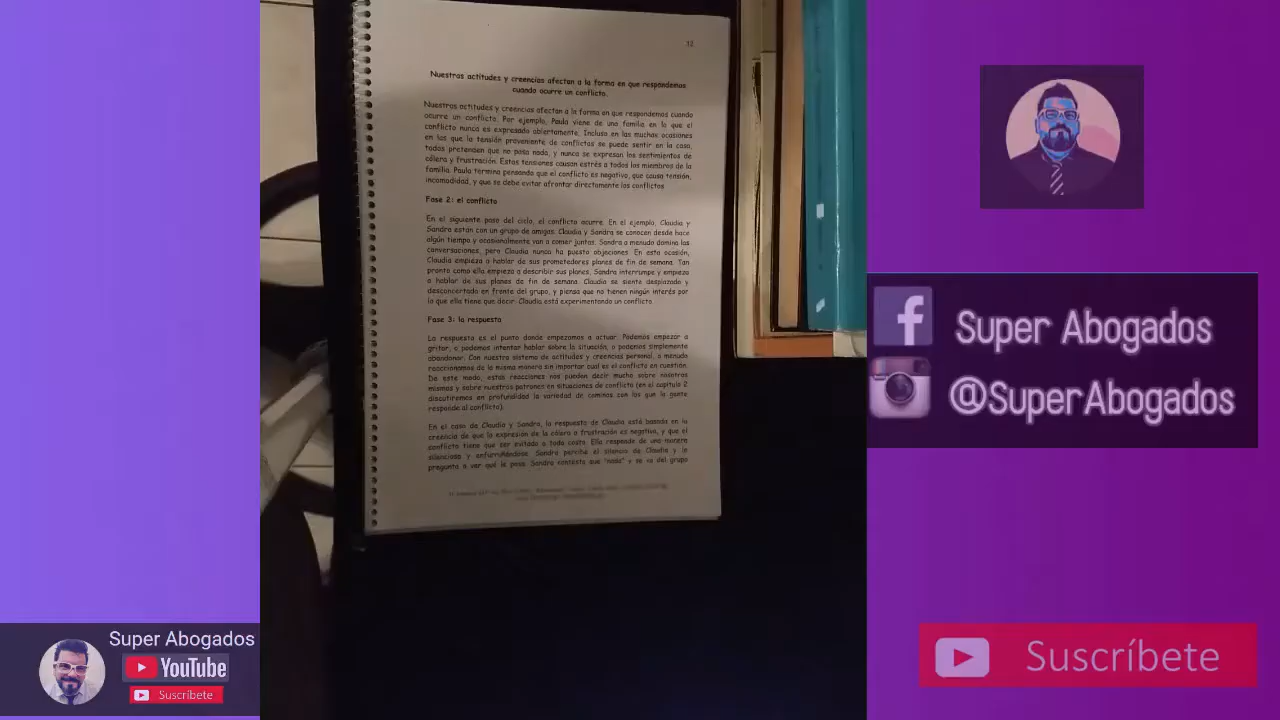 12
Nuestras actitudes y creencias afectan a la forma en que respondemos
cuando ocurre un conflicto.
Nuestras actitudes y creencias afectan a la forma en que respondemos cuando
ocurre un conflicto. Por ejemplo, Paula viene de una familia en la que el
conflicto nunca es expresado abiertamente. Incluso en las muchas ocasiones
en las que la tensión proveniente de conflictos se puede sentir en la casa,
todos pretenden que no pasa nada, y nunca se expresan los sentimientos de
cólera y frustración. Estas tensiones causan estrés a todos los miembros de la
familia. Paula termina pensando que el conflicto es negativo, que causa tensión,
incomodidad, y que se debe evitar afrontar directamente los conflictos
Fase 2: el conflicto
En el siguiente paso del ciclo, el conflicto ocurre. En el ejemplo, Claudia y
Sandra están con un grupo de amigas. Claudia y Sandra se conocen desde hace
algún tiempo y ocasionalmente van a comer juntas. Sandra a menudo domina las
conversaciones, pero Claudia nunca ha puesto objeciones. En esta ocasión,
Claudia empieza a hablar de sus prometedores planes de fin de semana. Tan
pronto como ella empieza a describir sus planes, Sandra interrumpe y empieza
a hablar de sus planes de fin de semana. Claudia se siente desplazada y
desconcertada en frente del grupo, y piensa que no tienen ningún interés por
lo que ella tiene que decir. Claudia está experimentando un conflicto.
Fase 3: la respuesta
La respuesta es el punto donde empezamos a actuar. Podemos empezar a
gritar, o podemos intentar hablar sobre la situación, o podemos simplemente
abandonar. Con nuestro sistema de actitudes y creencias personal, a menudo
reaccionamos de la misma manera sin importar cual es el conflicto en cuestión.
De este modo, estas reacciones nos pueden decir mucho sobre nosotros
mismos y sobre nuestros patrones en situaciones de conflicto (en el capítulo 2
discutiremos en profundidad la variedad de caminos con los que la gente
responde al conflicto).
En el caso de Claudia y Sandra, la respuesta de Claudia está basada en la
creencia de que la expresión de la cólera o frustración es negativa, y que el
conflicto tiene que ser evitado a toda costa. Ella responde de una manera
silenciosa y enfurruñándose. Sandra percibe el silencio de Claudia y le
pregunta a ver qué le pasa. Sandra contesta que "nada" y se va del grupo
Super Abogados
@SuperAbogados
Suscríbete
Super Abogados
YouTube
Suscríbete